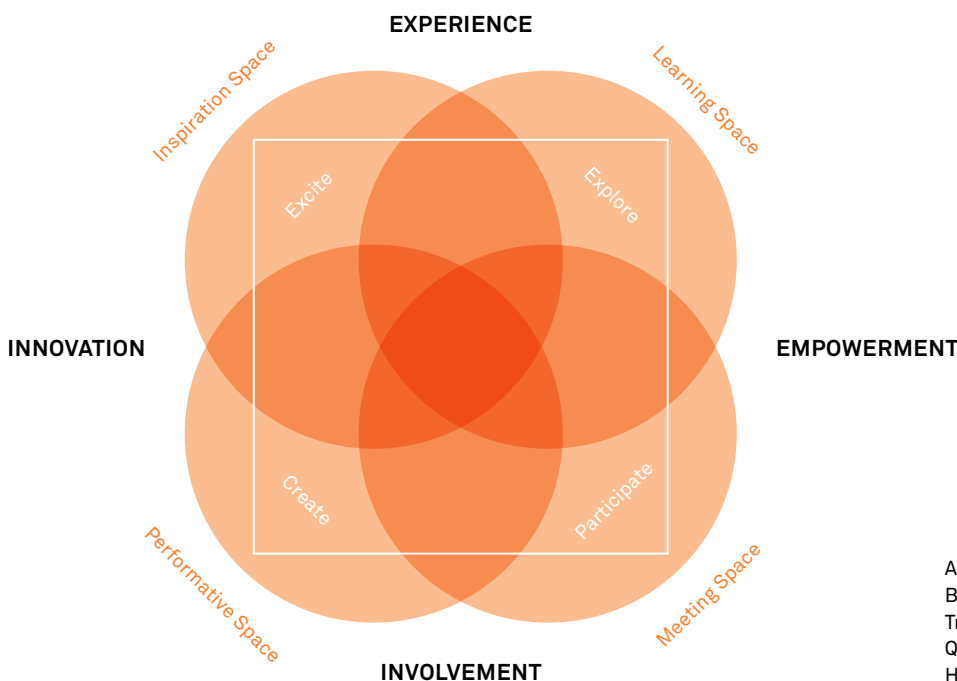 EXPERIENCE
Inspiration Space
Learning Space
Excite
Explore
INNOVATION
EMPOWERMENT
Create
Participate
Performative Space
Meeting Space
INVOLVEMENT